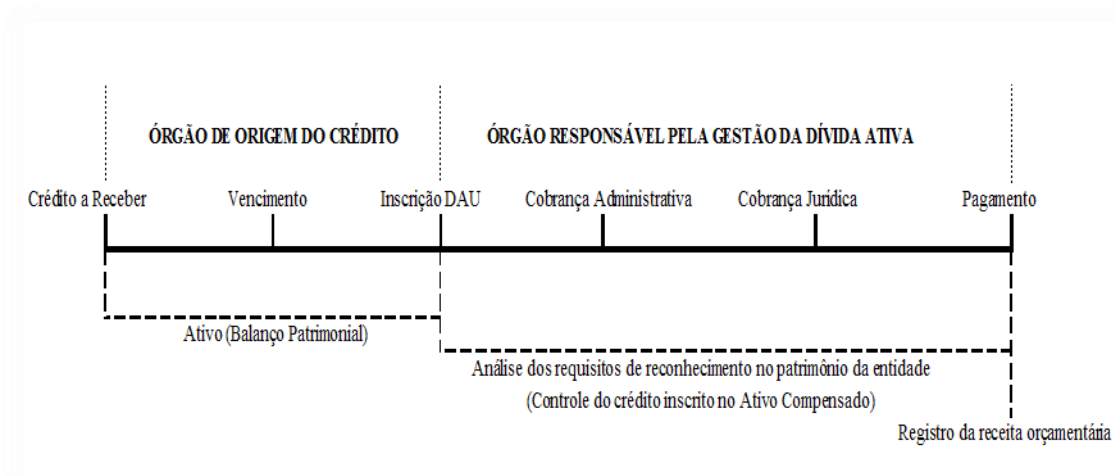 ÓRGÃO DE ORIGEM DO CRÉDITO
ÓRGÃO RESPONSÁVEL PELA GESTÃO DA DÍVIDA ATIVA
Crédito a Receber
Vencimento
Inscrição DAU
Cobrança Administrativa
Cobrança Jurídica
Pagamento
Ativo (Balanço Patrimonial)
Análise dos requisitos de reconhecimento no patrimônio da entidade
(Controle do crédito inscrito no Ativo Compensado)
Registro da receita orçamentária